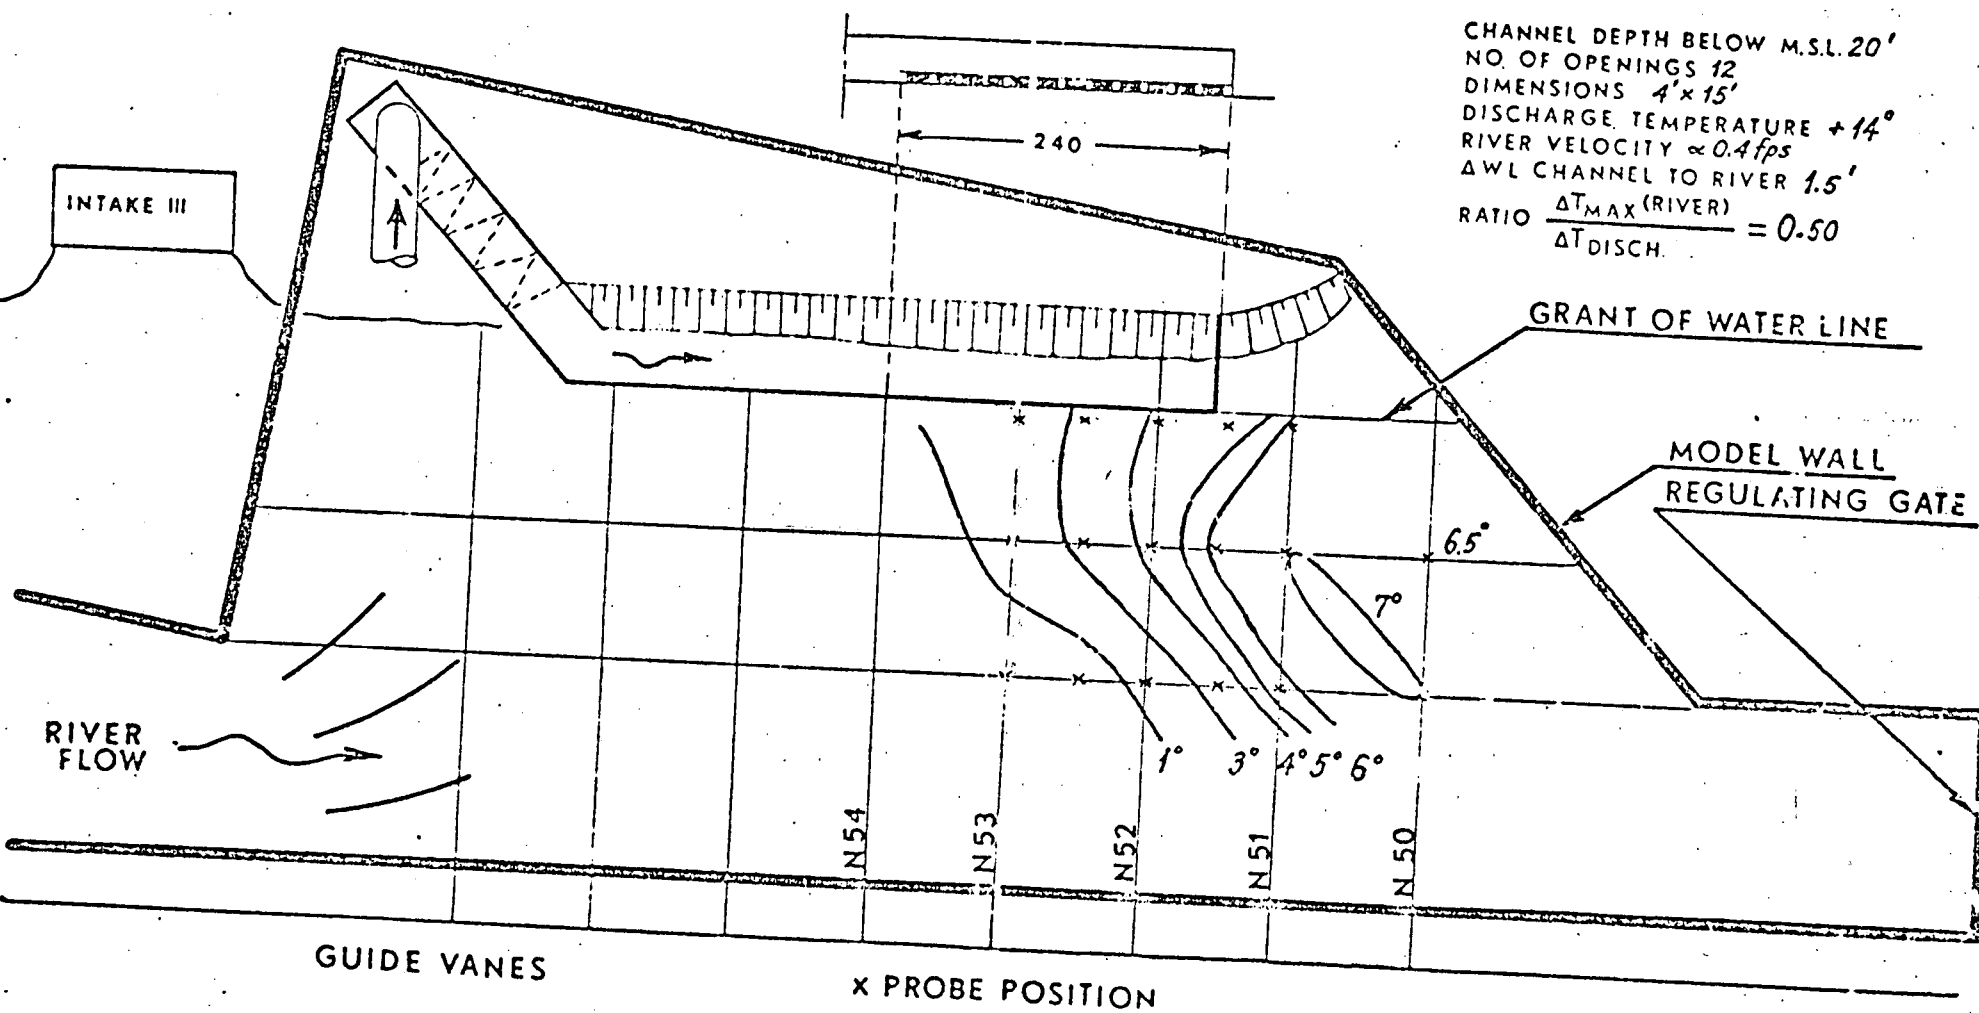 CHANNEL DEPTH BELOW M.S.L. 20'
NO. OF OPENINGS 12
DIMENSIONS 4'x15'
DISCHARGE TEMPERATURE +14°
RIVER VELOCITY ∝ 0.4 fps
ΔWL CHANNEL TO RIVER 1.5'
RATIO ΔTMAX (RIVER) / ΔTDISCH. = 0.50
240
INTAKE III
GRANT OF WATER LINE
MODEL WALL
REGULATING GATE
6.5°
7°
RIVER
FLOW
1° 3° 4° 5° 6°
N54
N53
N52
N51
N50
GUIDE VANES
x PROBE POSITION